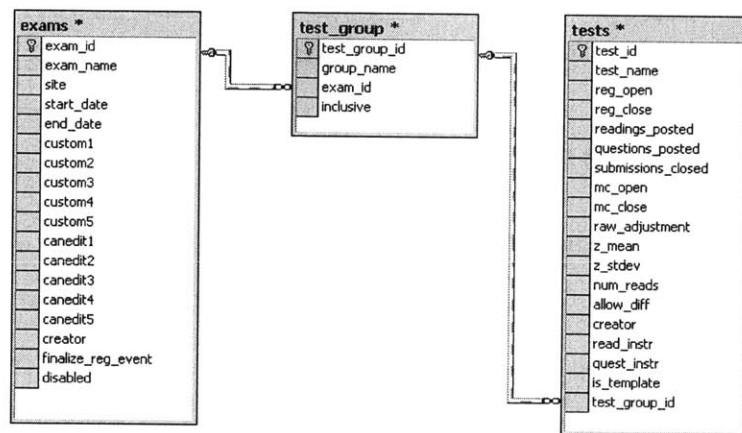 exams *
exam_id
exam_name
site
start_date
end_date
custom1
custom2
custom3
custom4
custom5
canedit1
canedit2
canedit3
canedit4
canedit5
creator
finalize_reg_event
disabled
test_group *
test_group_id
group_name
exam_id
inclusive
tests *
test_id
test_name
reg_open
reg_close
readings_posted
questions_posted
submissions_closed
mc_open
mc_close
raw_adjustment
z_mean
z_stdev
num_reads
allow_diff
creator
read_instr
quest_instr
is_template
test_group_id